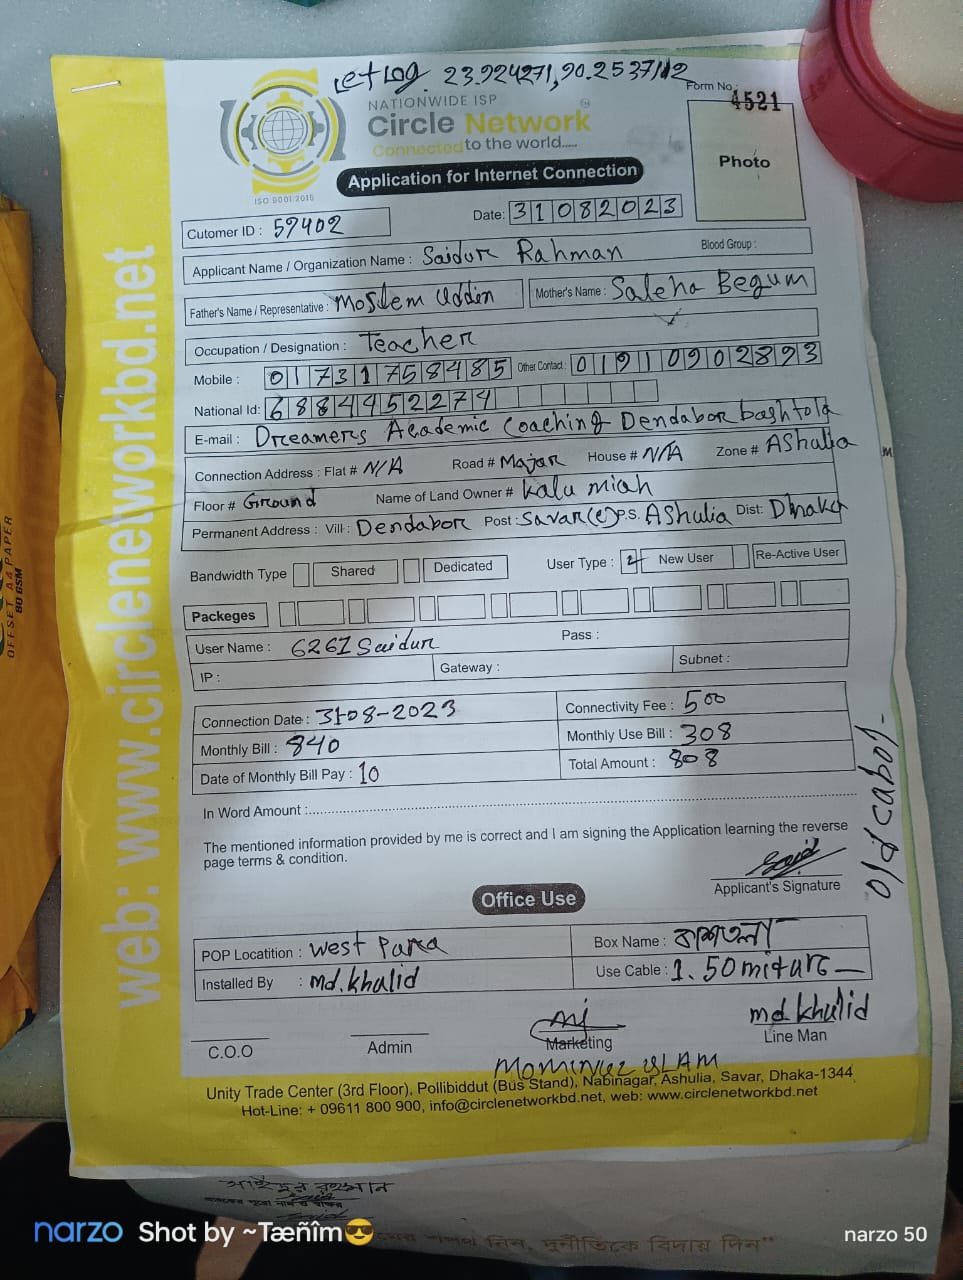 Let Log. 23.924271, 90.2537112
NATIONWIDE ISP
Circle Network
Connected to the world.....
ISO 9001:2015
Form No : 4521
Photo
Application for Internet Connection
Cutomer ID : 59402
Date: 31082023
Applicant Name / Organization Name : Saidur Rahman Blood Group :
Father's Name / Representative : Moslem Uddin Mother's Name : Saleha Begum
Occupation / Designation : Teacher
Mobile : 01731758485 Other Contact : 01910902893
National Id: 6884452274
E-mail : Dreamers Academic Coaching Dendabor bashtola
Connection Address : Flat # N/A Road # Majar House # N/A Zone # AShulia
Floor # Ground Name of Land Owner # kalu miah
Permanent Address : Vill : Dendabor Post : Savar(e) P.S. AShulia Dist: Dhaka
Bandwidth Type Shared Dedicated User Type : New User Re-Active User
Packeges
User Name : 6261Saidur Pass :
IP : Gateway : Subnet :
Connection Date : 31-08-2023 Connectivity Fee : 500
Monthly Bill : 840 Monthly Use Bill : 308
Date of Monthly Bill Pay : 10 Total Amount : 808
In Word Amount :
The mentioned information provided by me is correct and I am signing the Application learning the reverse
page terms & condition.
Said
Applicant's Signature
Office Use
POP Locatition : West Para Box Name : বাশতলা
Installed By : md.khalid Use Cable : 1.50miture
md khalid
C.O.O Admin Marketing Line Man
Mominuz ISLAM
Unity Trade Center (3rd Floor), Pollibiddut (Bus Stand), Nabinagar, Ashulia, Savar, Dhaka-1344
Hot-Line: + 09611 800 900, info@circlenetworkbd.net, web: www.circlenetworkbd.net
web: www.circlenetworkbd.net
old cabol
OFFSET A4 PAPER
80 GSM
সাইদুর রহমান
নিন, দুর্নীতিকে বিদায় দিন"
narzo Shot by ~Tæñîm😎 narzo 50